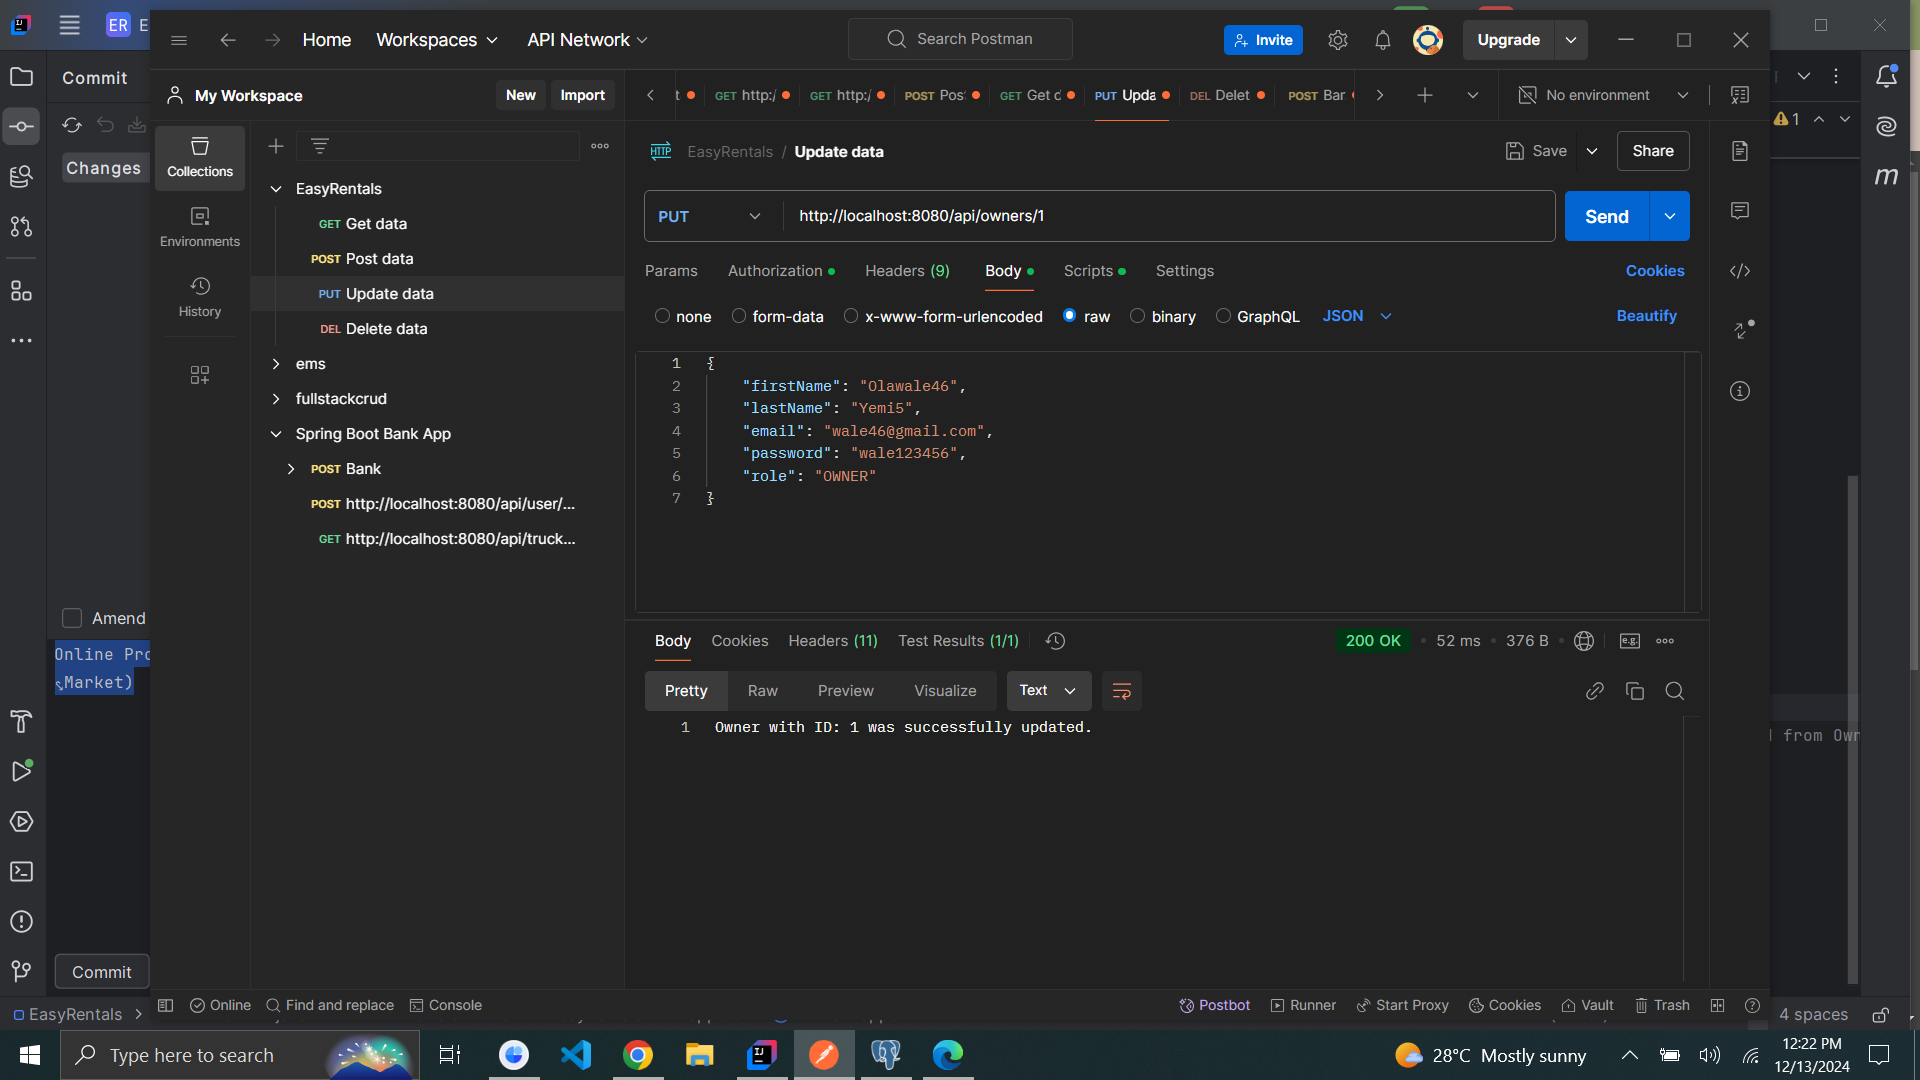 ER
Home
Workspaces
API Network
Search Postman
Invite
Upgrade
Commit
My Workspace
New
Import
GET http:/
GET http:/
POST Pos
GET Get d
PUT Upda
DEL Delet
POST Bar
No environment
1
Changes
Collections
Environments
History
EasyRentals
GET Get data
POST Post data
PUT Update data
DEL Delete data
ems
fullstackcrud
Spring Boot Bank App
POST Bank
POST http://localhost:8080/api/user/...
GET http://localhost:8080/api/truck...
HTTP EasyRentals / Update data
Save
Share
PUT
http://localhost:8080/api/owners/1
Send
Params
Authorization
Headers (9)
Body
Scripts
Settings
Cookies
none
form-data
x-www-form-urlencoded
raw
binary
GraphQL
JSON
Beautify
1 {
2 "firstName": "Olawale46",
3 "lastName": "Yemi5",
4 "email": "wale46@gmail.com",
5 "password": "wale123456",
6 "role": "OWNER"
7 }
Body
Cookies
Headers (11)
Test Results (1/1)
200 OK
52 ms
376 B
e.g.
Pretty
Raw
Preview
Visualize
Text
1 Owner with ID: 1 was successfully updated.
m
from Own
Amend
Online Pro
Market)
Commit
EasyRentals
Online
Find and replace
Console
Postbot
Runner
Start Proxy
Cookies
Vault
Trash
4 spaces
Type here to search
28°C Mostly sunny
12:22 PM
12/13/2024